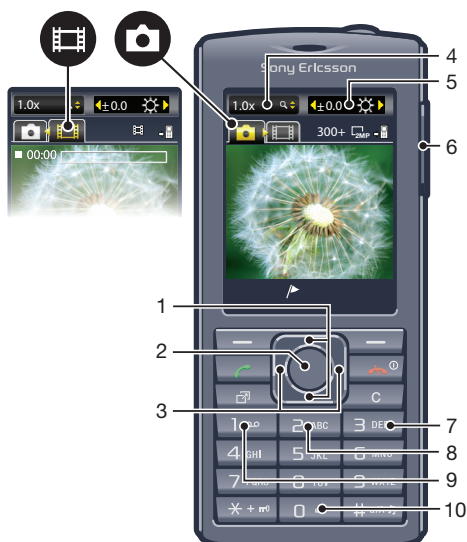 4
5
6
Sony Ericsson
1.0x ±0.0
1.0x ±0.0
300+ 2MP
00:00
1
2
3
C
1 2 ABC 3 DEF
7
8
4 GHI 5 JKL 6 MNO
9
7 8 TUV 9 WXYZ
10
* + 0 #